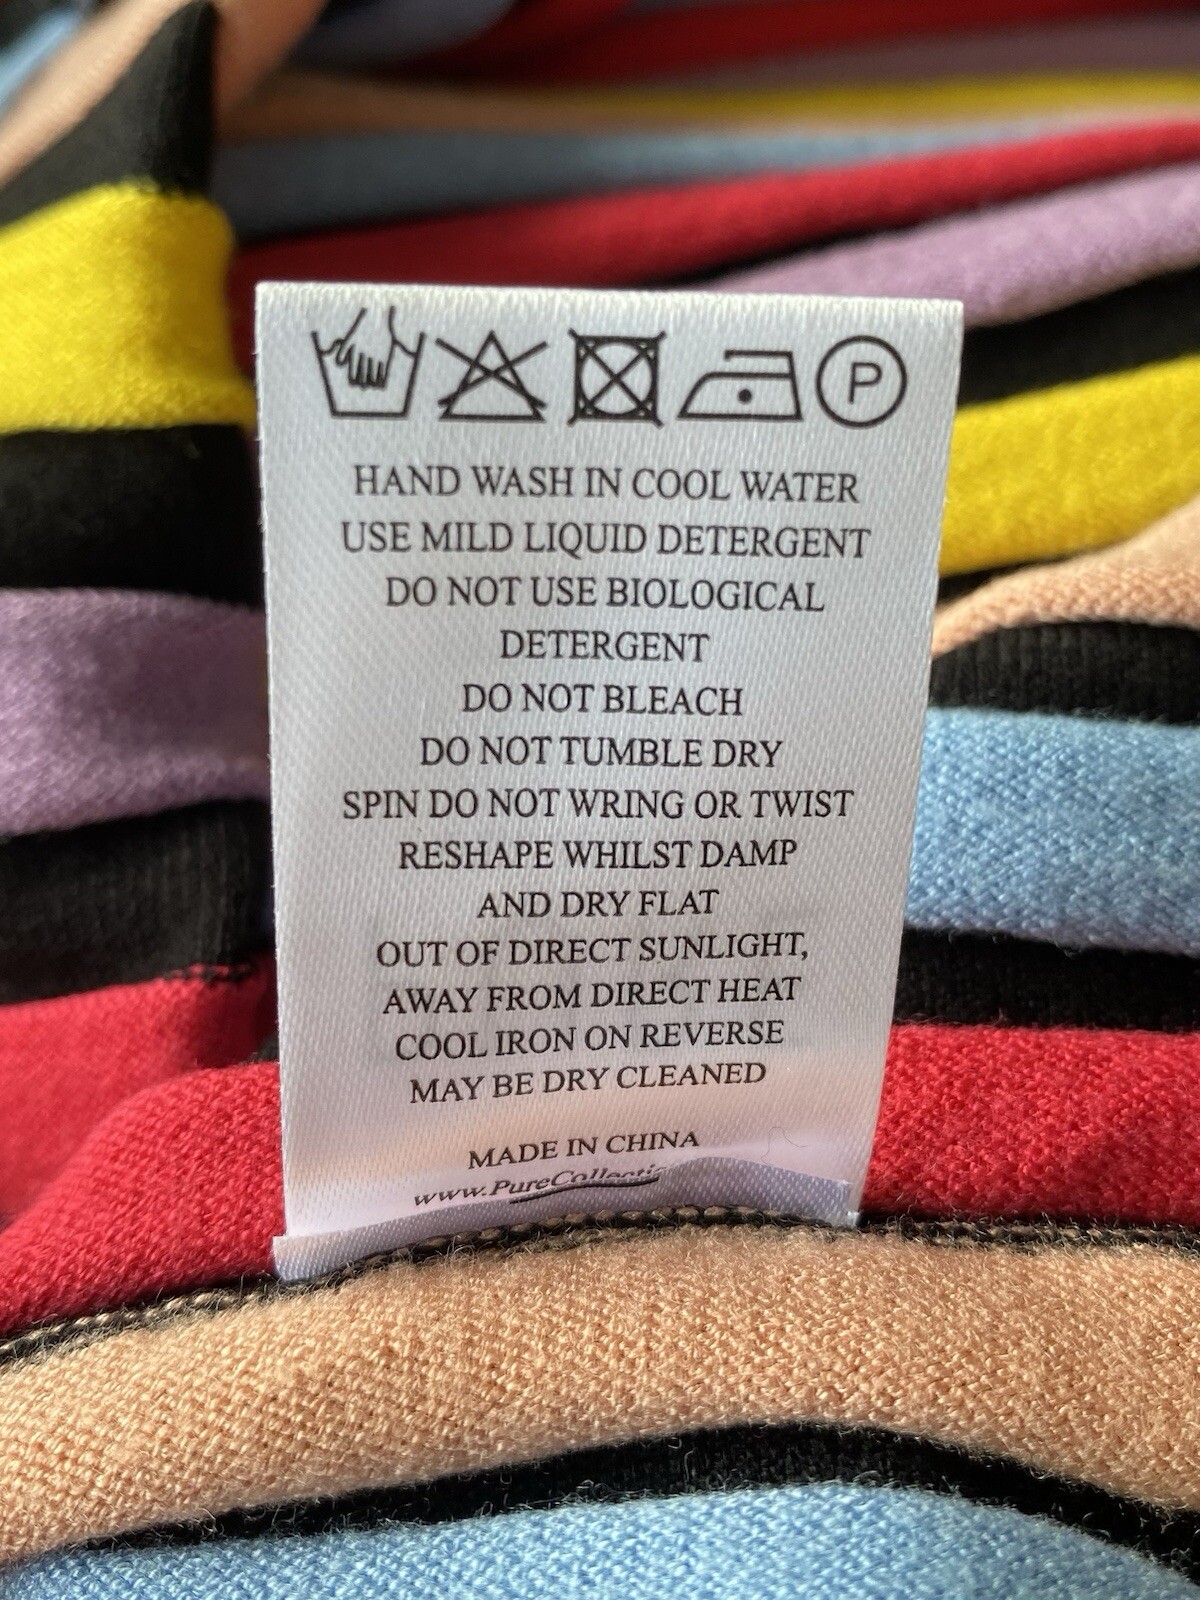 P
HAND WASH IN COOL WATER
USE MILD LIQUID DETERGENT
DO NOT USE BIOLOGICAL
DETERGENT
DO NOT BLEACH
DO NOT TUMBLE DRY
SPIN DO NOT WRING OR TWIST
RESHAPE WHILST DAMP
AND DRY FLAT
OUT OF DIRECT SUNLIGHT,
AWAY FROM DIRECT HEAT
COOL IRON ON REVERSE
MAY BE DRY CLEANED
MADE IN CHINA